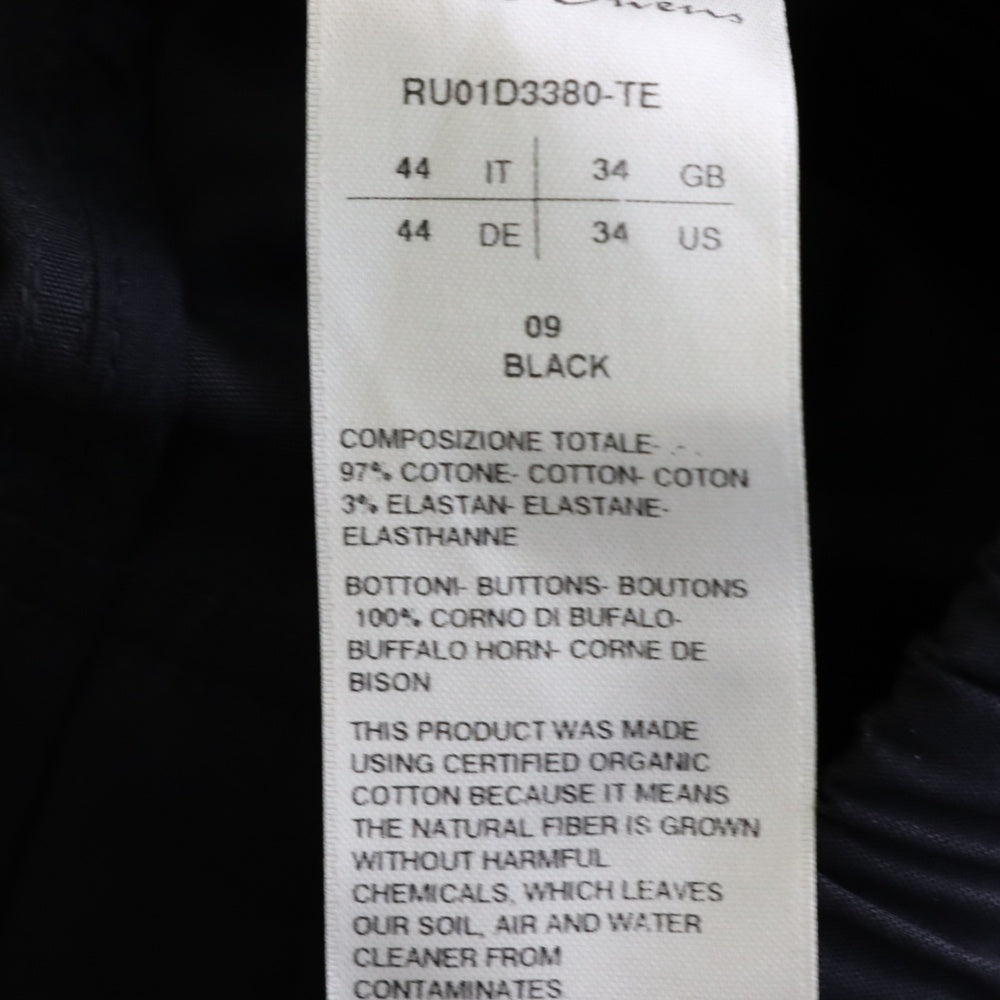 Owens
RU01D3380-TE
44 IT 34 GB
44 DE 34 US
09
BLACK
COMPOSIZIONE TOTALE- . - .
97% COTONE- COTTON- COTON
3% ELASTAN- ELASTANE-
ELASTHANNE
BOTTONI- BUTTONS- BOUTONS
100% CORNO DI BUFALO-
BUFFALO HORN- CORNE DE
BISON
THIS PRODUCT WAS MADE
USING CERTIFIED ORGANIC
COTTON BECAUSE IT MEANS
THE NATURAL FIBER IS GROWN
WITHOUT HARMFUL
CHEMICALS, WHICH LEAVES
OUR SOIL, AIR AND WATER
CLEANER FROM
CONTAMINATES